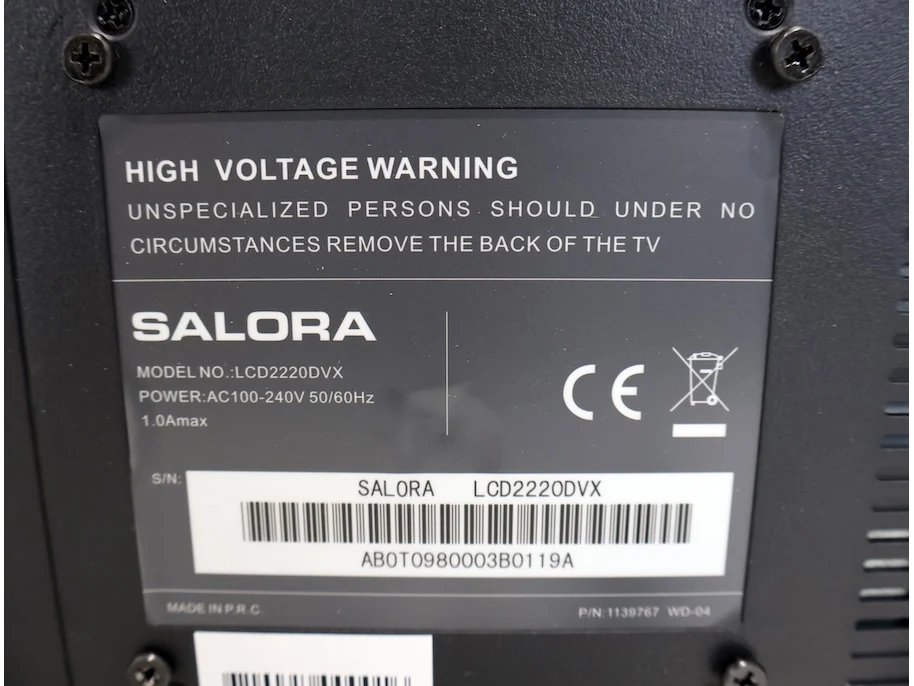 HIGH VOLTAGE WARNING
UNSPECIALIZED PERSONS SHOULD UNDER NO
CIRCUMSTANCES REMOVE THE BACK OF THE TV
SALORA
MODEL NO.:LCD2220DVX
POWER:AC100-240V 50/60Hz
1.0Amax
CE
S/N:
SALORA LCD2220DVX
AB0T0980003B0119A
MADE IN P.R.C.
P/N:1139767 WD-04